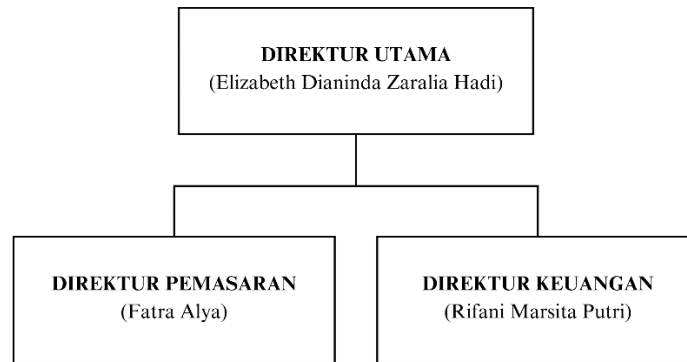 DIREKTUR UTAMA
(Elizabeth Dianinda Zaralia Hadi)
DIREKTUR PEMASARAN
(Fatra Alya)
DIREKTUR KEUANGAN
(Rifani Marsita Putri)